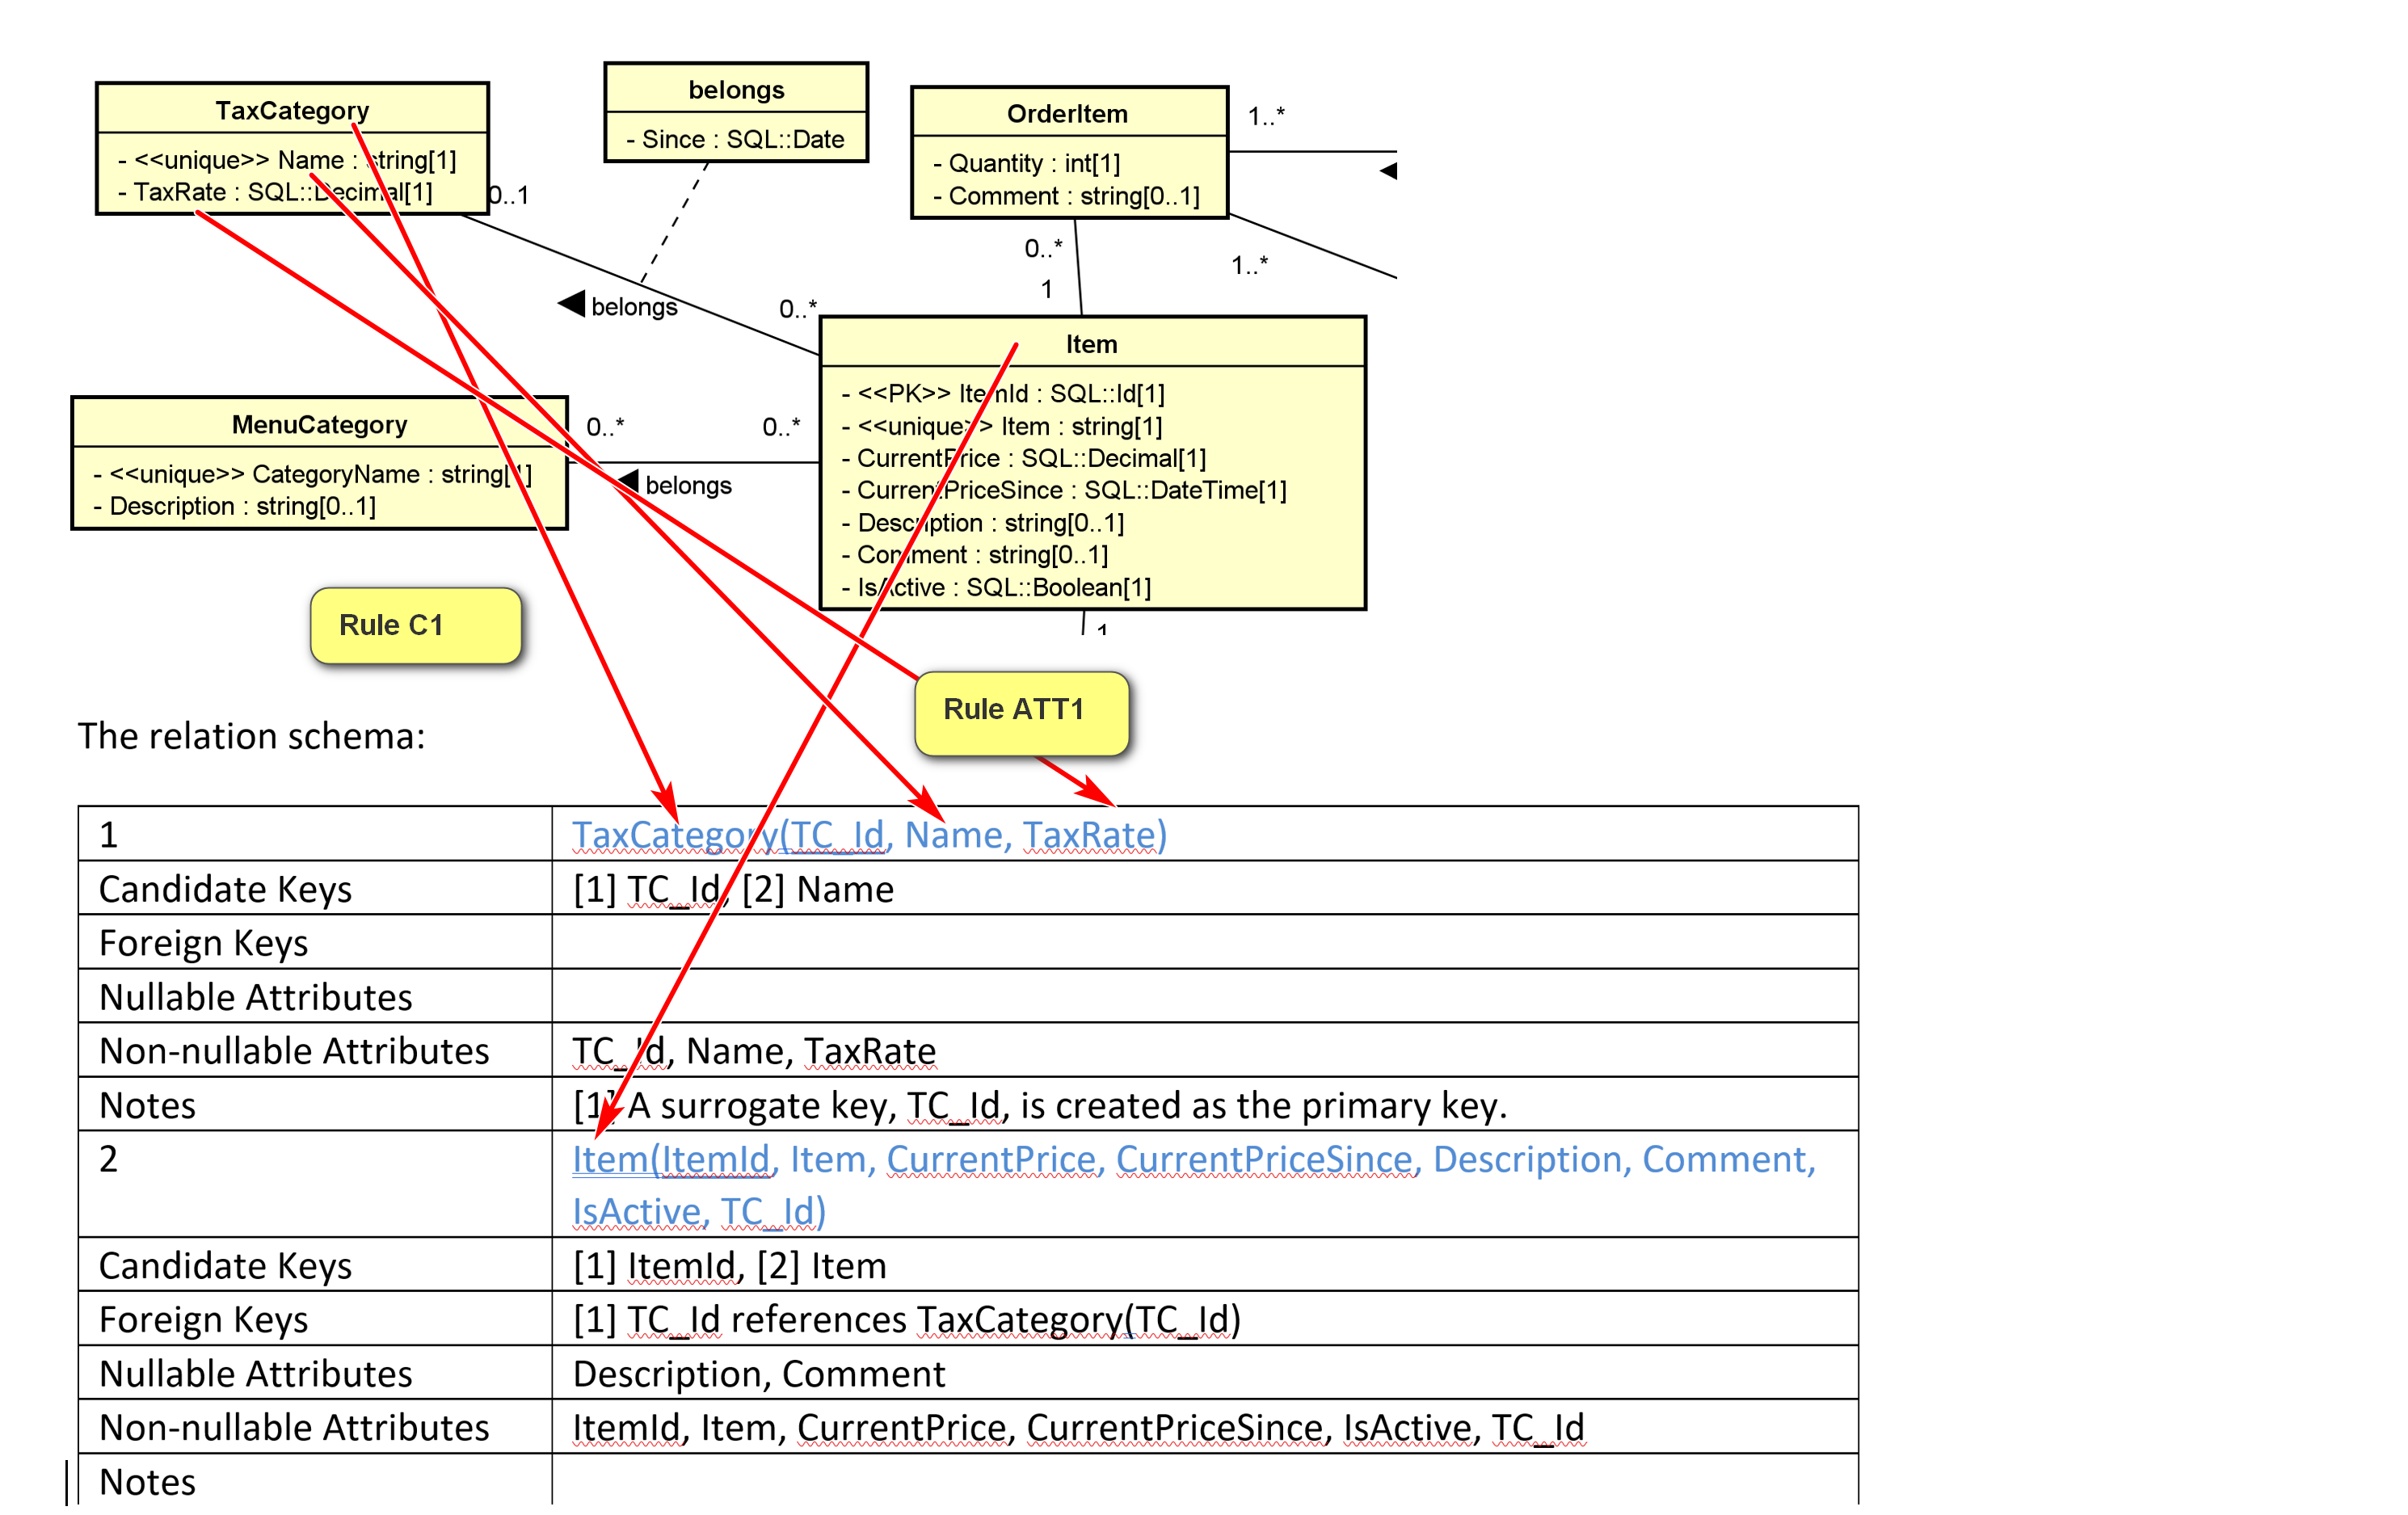 TaxCategory
- <<unique>> Name : string[1]
- TaxRate : SQL::Decimal[1]
0..1
belongs
- Since : SQL::Date
OrderItem
- Quantity : int[1]
- Comment : string[0..1]
1..*
0..*
1..*
1
belongs
0..*
Item
- <<PK>> ItemId : SQL::Id[1]
- <<unique>> Item : string[1]
- CurrentPrice : SQL::Decimal[1]
- CurrentPriceSince : SQL::DateTime[1]
- Description : string[0..1]
- Comment : string[0..1]
- IsActive : SQL::Boolean[1]
1
MenuCategory
- <<unique>> CategoryName : string[1]
- Description : string[0..1]
0..*
0..*
belongs
Rule C1
Rule ATT1
The relation schema:
1 TaxCategory(TC_Id, Name, TaxRate)
Candidate Keys [1] TC_Id, [2] Name
Foreign Keys
Nullable Attributes
Non-nullable Attributes TC_Id, Name, TaxRate
Notes [1] A surrogate key, TC_Id, is created as the primary key.
2 Item(ItemId, Item, CurrentPrice, CurrentPriceSince, Description, Comment,
IsActive, TC_Id)
Candidate Keys [1] ItemId, [2] Item
Foreign Keys [1] TC_Id references TaxCategory(TC_Id)
Nullable Attributes Description, Comment
Non-nullable Attributes ItemId, Item, CurrentPrice, CurrentPriceSince, IsActive, TC_Id
Notes